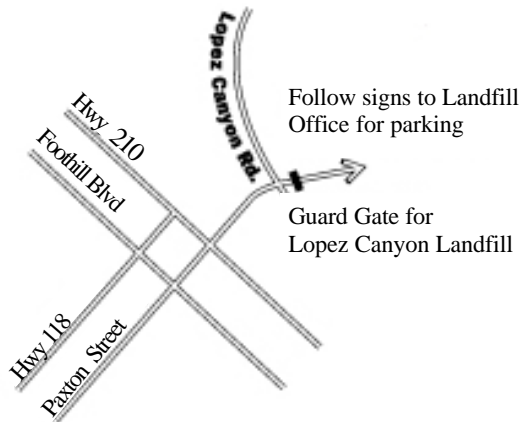 Lopez Canyon Rd.
Follow signs to Landfill
Office for parking
Hwy 210
Foothill Blvd
Guard Gate for
Lopez Canyon Landfill
Hwy 118
Paxton Street